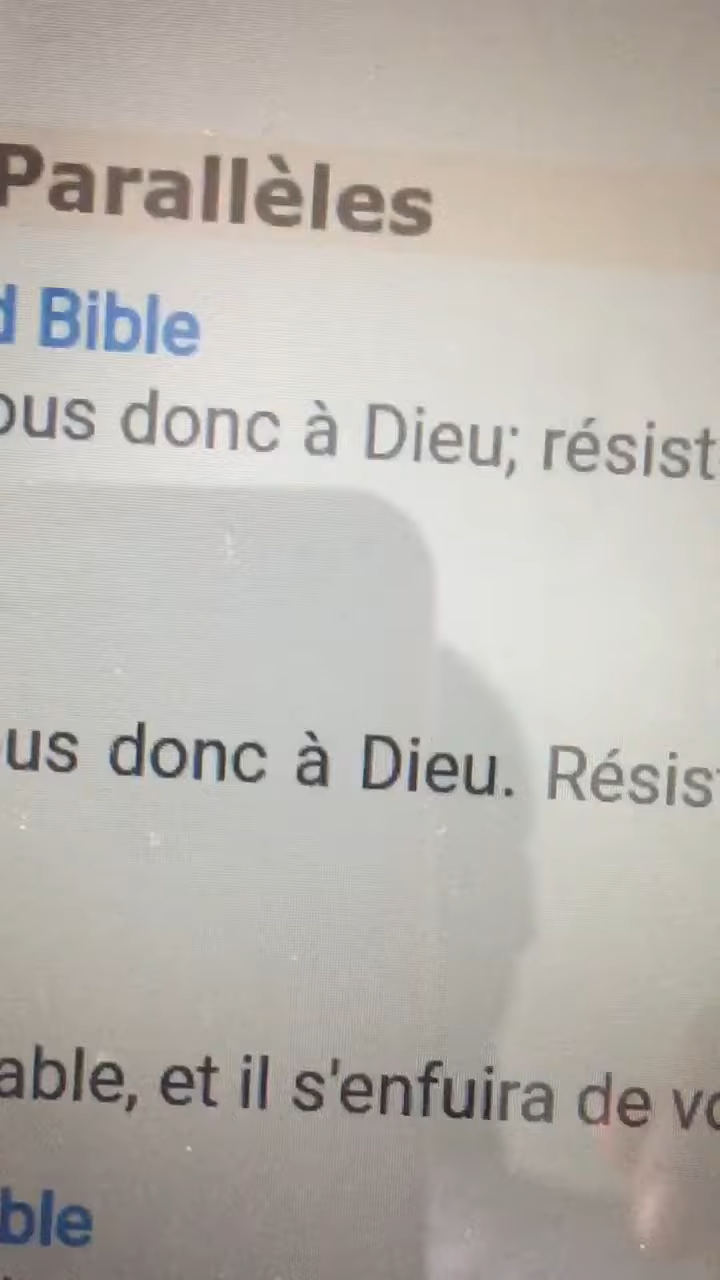 Parallèles
d Bible
ous donc à Dieu; résist
us donc à Dieu. Résis
able, et il s'enfuira de vo
ble